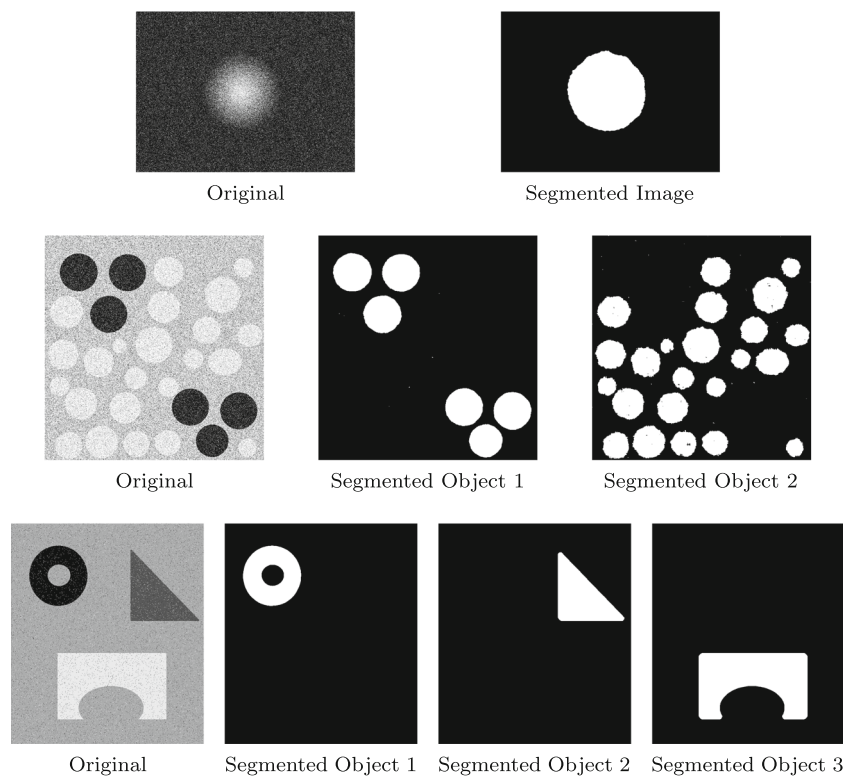 Original
Segmented Image
Original
Segmented Object 1
Segmented Object 2
Original
Segmented Object 1
Segmented Object 2
Segmented Object 3